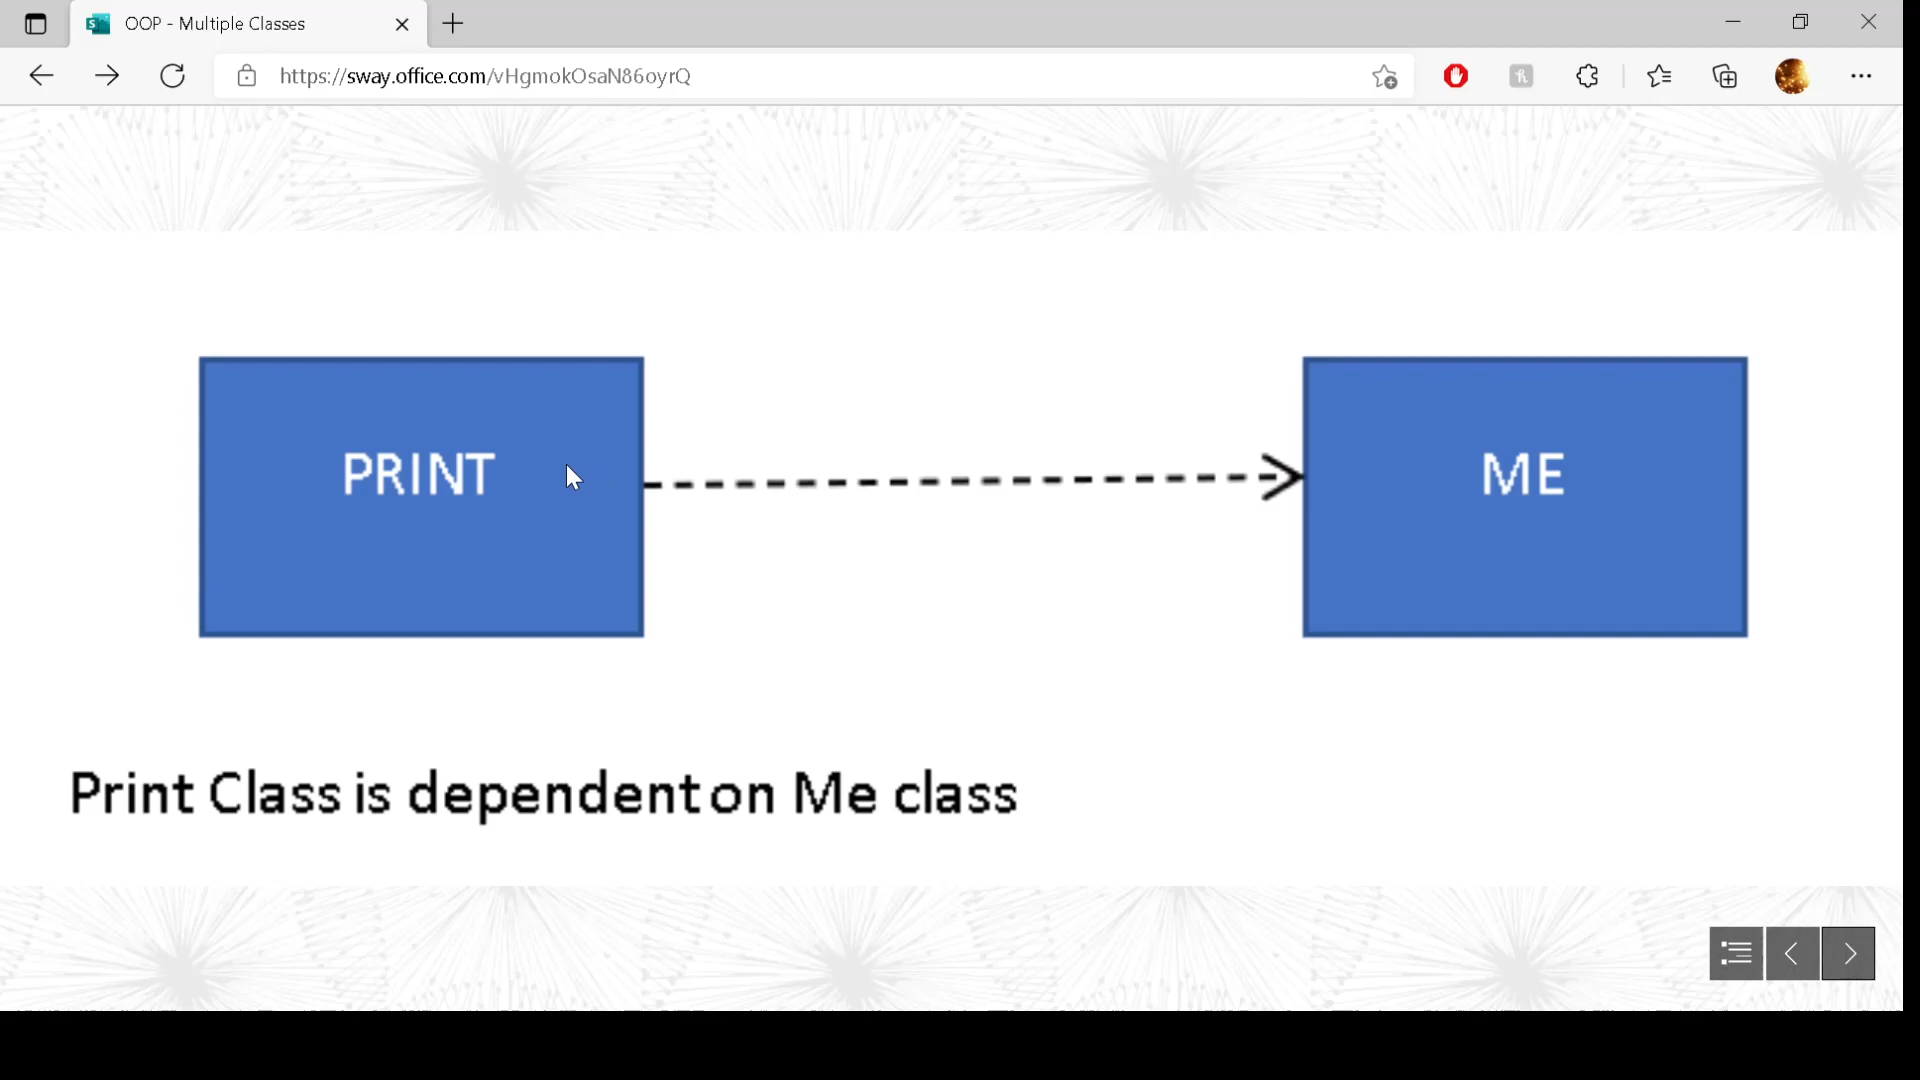 OOP - Multiple Classes
https://sway.office.com/vHgmokOsaN86oyrQ
PRINT
ME
Print Class is dependent on Me class